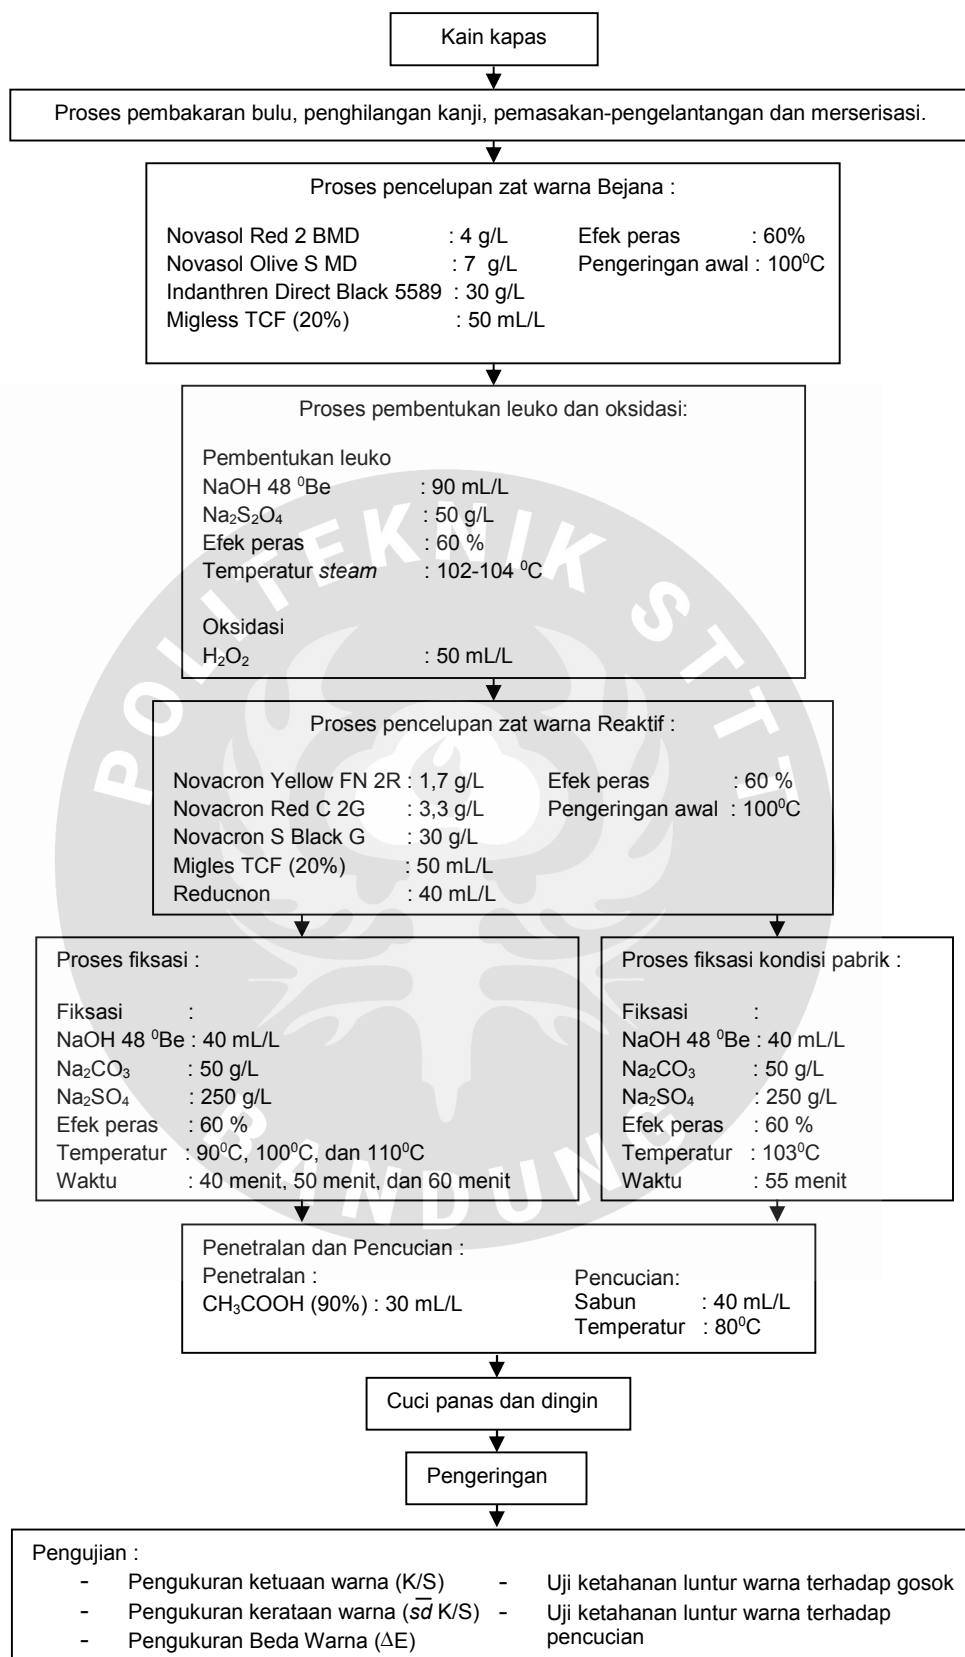 Kain kapas
Proses pembakaran bulu, penghilangan kanji, pemasakan-pengelantangan dan merserisasi.
Proses pencelupan zat warna Bejana :
Novasol Red 2 BMD : 4 g/L Efek peras : 60%
Novasol Olive S MD : 7 g/L Pengeringan awal : 100⁰C
Indanthren Direct Black 5589 : 30 g/L
Migless TCF (20%) : 50 mL/L
Proses pembentukan leuko dan oksidasi:
Pembentukan leuko
NaOH 48 ⁰Be : 90 mL/L
Na₂S₂O₄ : 50 g/L
Efek peras : 60 %
Temperatur steam : 102-104 ⁰C
Oksidasi
H₂O₂ : 50 mL/L
Proses pencelupan zat warna Reaktif :
Novacron Yellow FN 2R : 1,7 g/L Efek peras : 60 %
Novacron Red C 2G : 3,3 g/L Pengeringan awal : 100⁰C
Novacron S Black G : 30 g/L
Migles TCF (20%) : 50 mL/L
Reducnon : 40 mL/L
Proses fiksasi :
Fiksasi :
NaOH 48 ⁰Be : 40 mL/L
Na₂CO₃ : 50 g/L
Na₂SO₄ : 250 g/L
Efek peras : 60 %
Temperatur : 90⁰C, 100⁰C, dan 110⁰C
Waktu : 40 menit, 50 menit, dan 60 menit
Proses fiksasi kondisi pabrik :
Fiksasi :
NaOH 48 ⁰Be : 40 mL/L
Na₂CO₃ : 50 g/L
Na₂SO₄ : 250 g/L
Efek peras : 60 %
Temperatur : 103⁰C
Waktu : 55 menit
Penetralan dan Pencucian :
Penetralan :
CH₃COOH (90%) : 30 mL/L
Pencucian:
Sabun : 40 mL/L
Temperatur : 80⁰C
Cuci panas dan dingin
Pengeringan
Pengujian :
- Pengukuran ketuaan warna (K/S)
- Pengukuran kerataan warna (s̅d̅ K/S)
- Pengukuran Beda Warna (ΔE)
- Uji ketahanan luntur warna terhadap gosok
- Uji ketahanan luntur warna terhadap
pencucian
POLITEKNIK STTT
BANDUNG